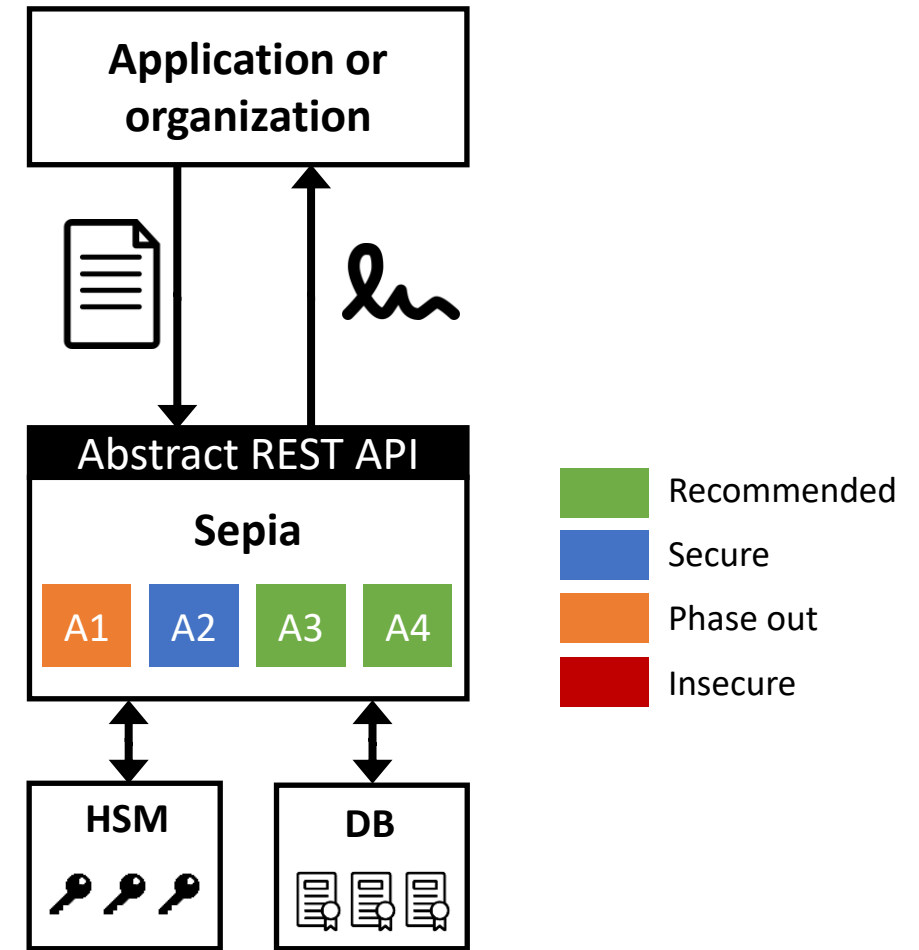 Application or
organization
Abstract REST API
Sepia
A1 A2 A3 A4
Recommended
Secure
Phase out
Insecure
HSM
DB